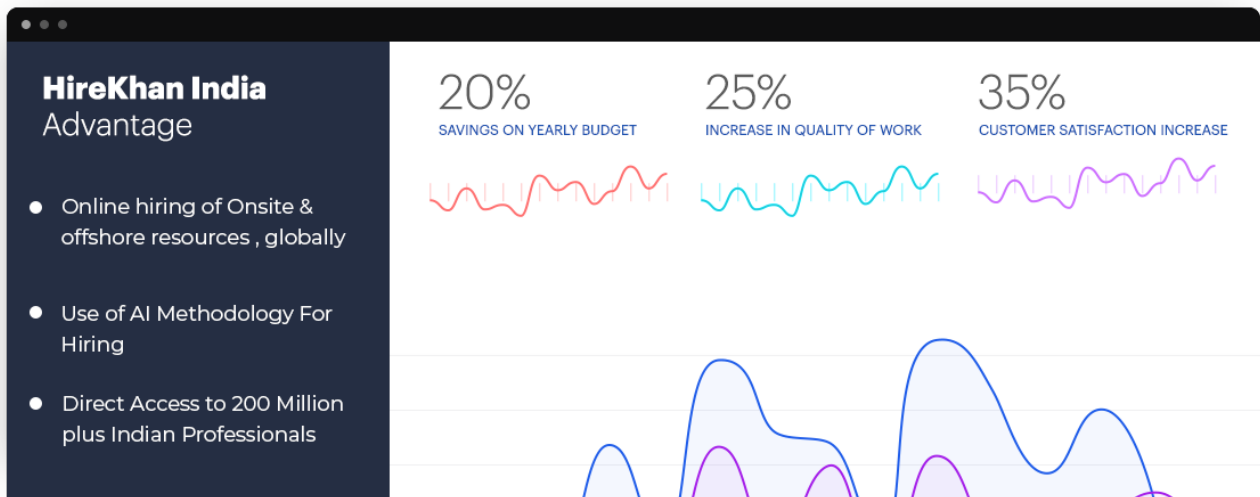 HireKhan India
Advantage
Online hiring of Onsite &
offshore resources , globally
Use of AI Methodology For
Hiring
Direct Access to 200 Million
plus Indian Professionals
20%
SAVINGS ON YEARLY BUDGET
25%
INCREASE IN QUALITY OF WORK
35%
CUSTOMER SATISFACTION INCREASE